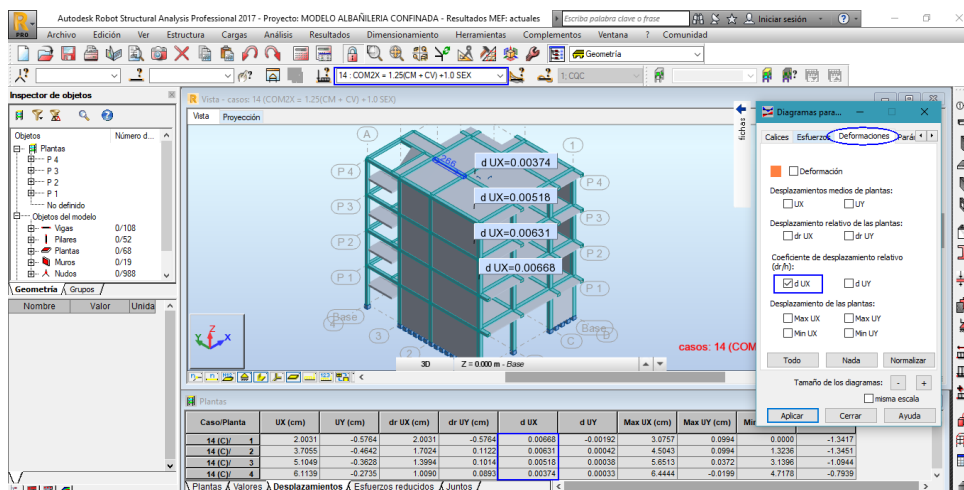 Autodesk Robot Structural Analysis Professional 2017 - Proyecto: MODELO ALBAÑILERIA CONFINADA - Resultados MEF: actuales
Escriba palabra clave o frase
Iniciar sesión
PRO
Archivo Edición Ver Estructura Cargas Análisis Resultados Dimensionamiento Herramientas Complementos Ventana ? Comunidad
Geometría
14 : COM2X = 1.25(CM + CV) +1.0 SEX
1: CQC
Inspector de objetos
Objetos Número d...
Plantas
P 4
P 3
P 2
P 1
No definido
Objetos del modelo
Vigas 0/108
Pilares 0/52
Plantas 0/68
Muros 0/19
Nudos 0/988
Geometría Grupos
Nombre Valor Unida
Vista - casos: 14 (COM2X = 1.25(CM + CV) +1.0 SEX)
Vista Proyección
fichas
A
1
266
d UX=0.00374
P 4
P 4
d UX=0.00518
P 3
P 3
d UX=0.00631
P 2
P 2
d UX=0.00668
P 1
P 1
Base
Base
3
2
C
Z
Y
X
casos: 14 (COM
3D Z = 0.000 m - Base
Diagramas para...
Calices Esfuerzos Deformaciones Pará
Deformación
Desplazamientos medios de plantas:
UX UY
Desplazamiento relativo de las plantas:
dr UX dr UY
Coeficiente de desplazamiento relativo
(dr/h):
d UX d UY
Desplazamiento de las plantas:
Max UX Max UY
Min UX Min UY
Todo Nada Normalizar
Tamaño de los diagramas: - +
misma escala
Aplicar Cerrar Ayuda
Plantas
Caso/Planta UX (cm) UY (cm) dr UX (cm) dr UY (cm) d UX d UY Max UX (cm) Max UY (cm) Min
14 (C)/ 1 2.0031 -0.5764 2.0031 -0.5764 0.00668 -0.00192 3.0757 0.0994 0.0000 -1.3417
14 (C)/ 2 3.7055 -0.4642 1.7024 0.1122 0.00631 0.00042 4.5043 0.0994 1.3236 -1.3451
14 (C)/ 3 5.1049 -0.3628 1.3994 0.1014 0.00518 0.00038 5.6513 0.0372 3.1396 -1.0944
14 (C)/ 4 6.1139 -0.2735 1.0090 0.0893 0.00374 0.00033 6.4444 -0.0199 4.7178 -0.7939
Plantas Valores Desplazamientos Esfuerzos reducidos Juntos